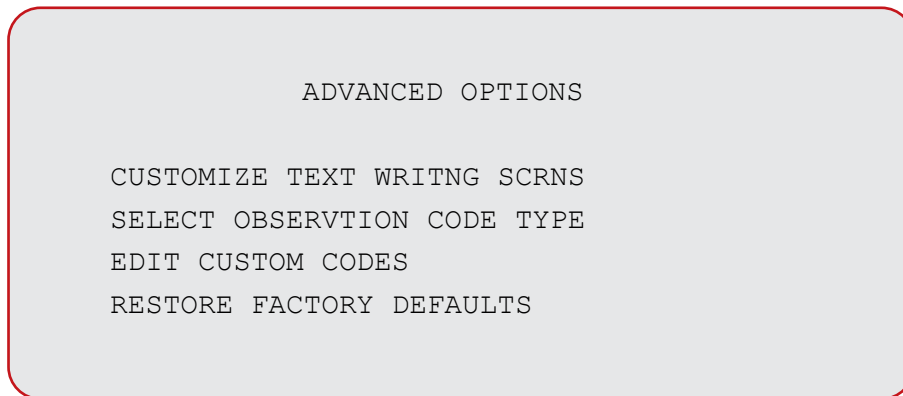 ADVANCED OPTIONS
CUSTOMIZE TEXT WRITNG SCRNS
SELECT OBSERVTION CODE TYPE
EDIT CUSTOM CODES
RESTORE FACTORY DEFAULTS